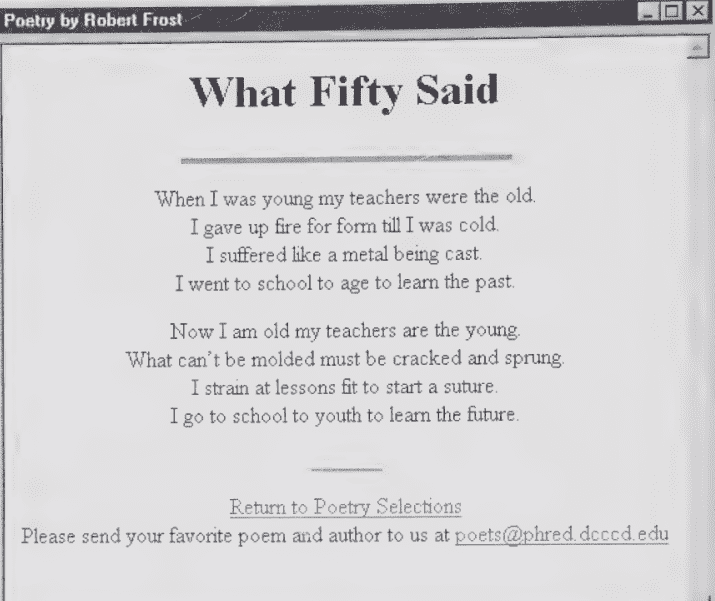 Poetry by Robert Frost
What Fifty Said
When I was young my teachers were the old.
I gave up fire for form till I was cold.
I suffered like a metal being cast.
I went to school to age to learn the past.
Now I am old my teachers are the young.
What can't be molded must be cracked and sprung.
I strain at lessons fit to start a suture.
I go to school to youth to learn the future.
Return to Poetry Selections
Please send your favorite poem and author to us at poets@phred.dcccd.edu